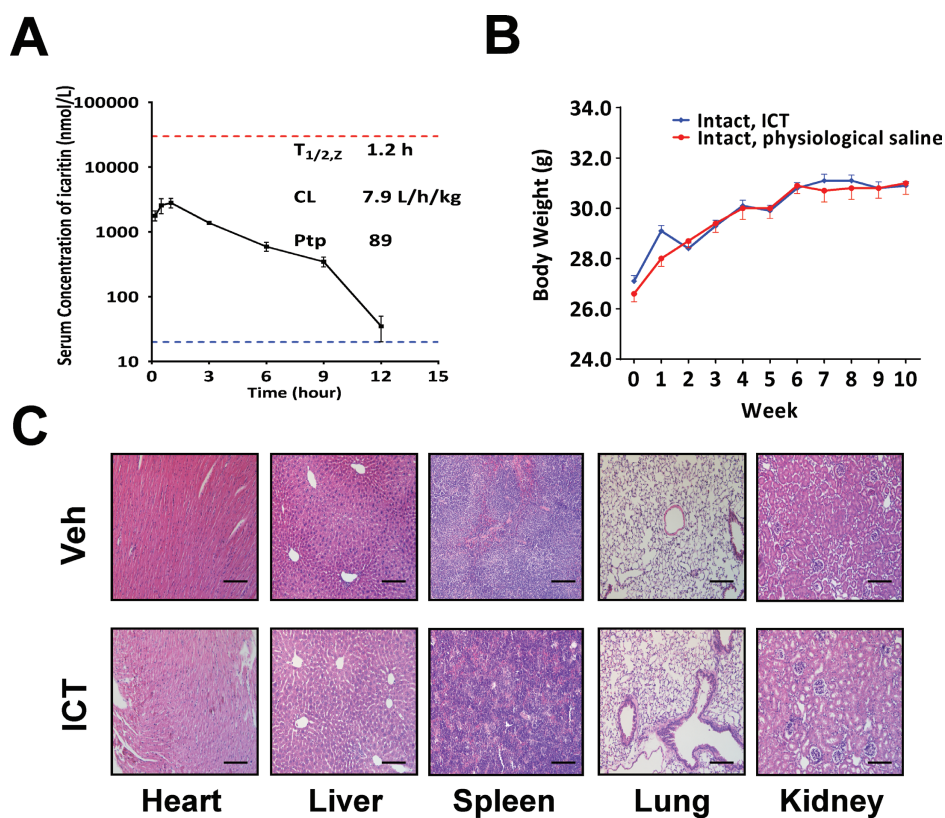 A
Serum Concentration of icaritin (nmol/L)
100000
10000
1000
100
10
T1/2,Z 1.2 h
CL 7.9 L/h/kg
Ptp 89
0 3 6 9 12 15
Time (hour)
B
Body Weight (g)
34.0
32.0
30.0
28.0
26.0
24.0
Intact, ICT
Intact, physiological saline
0 1 2 3 4 5 6 7 8 9 10
Week
C
Veh
ICT
Heart Liver Spleen Lung Kidney